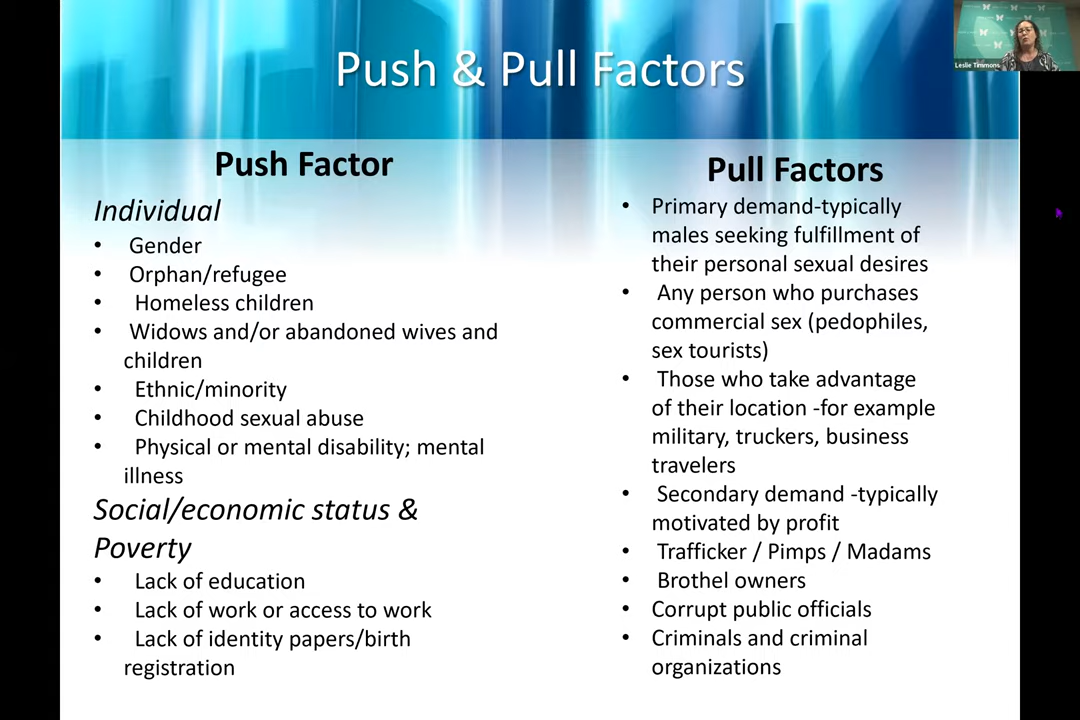 Push & Pull Factors
Leslie Timmons
Push Factor
Individual
• Gender
• Orphan/refugee
• Homeless children
• Widows and/or abandoned wives and
children
• Ethnic/minority
• Childhood sexual abuse
• Physical or mental disability; mental
illness
Social/economic status &
Poverty
• Lack of education
• Lack of work or access to work
• Lack of identity papers/birth
registration
Pull Factors
• Primary demand-typically
males seeking fulfillment of
their personal sexual desires
• Any person who purchases
commercial sex (pedophiles,
sex tourists)
• Those who take advantage
of their location -for example
military, truckers, business
travelers
• Secondary demand -typically
motivated by profit
• Trafficker / Pimps / Madams
• Brothel owners
• Corrupt public officials
• Criminals and criminal
organizations